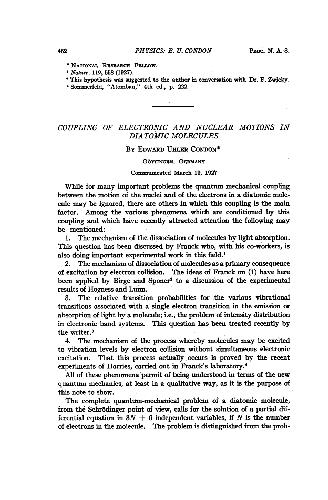 462 PHYSICS: E. U. CONDON Proc. N. A. S.
* National Research Fellow.
¹ Nature, 119, 558 (1927).
² This hypothesis was suggested to the author in conversation with Dr. F. Zwicky.
³ Sommerfeld, "Atombau," 4th ed., p. 232.
COUPLING OF ELECTRONIC AND NUCLEAR MOTIONS IN
DIATOMIC MOLECULES.
By Edward Uhler Condon*
Göttingen, Germany
Communicated March 19, 1927
While for many important problems the quantum mechanical coupling
between the motion of the nuclei and of the electrons in a diatomic mole-
cule may be ignored, there are others in which this coupling is the main
factor. Among the various phenomena which are conditioned by this
coupling and which have recently attracted attention the following may
be mentioned:
1. The mechanism of the dissociation of molecules by light absorption.
This question has been discussed by Franck who, with his co-workers, is
also doing important experimental work in this field.¹
2. The mechanism of dissociation of molecules as a primary consequence
of excitation by electron collision. The ideas of Franck on (1) have here
been applied by Birge and Sponer² to a discussion of the experimental
results of Hogness and Lunn.
3. The relative transition probabilities for the various vibrational
transitions associated with a single electron transition in the emission or
absorption of light by a molecule; i.e., the problem of intensity distribution
in electronic band systems. This question has been treated recently by
the writer.³
4. The mechanism of the process whereby molecules may be excited
to vibration levels by electron collision without simultaneous electronic
excitation. That this process actually occurs is proved by the recent
experiments of Harries, carried out in Franck's laboratory.⁴
All of these phenomena permit of being understood in terms of the new
quantum mechanics, at least in a qualitative way, as it is the purpose of
this note to show.
The complete quantum-mechanical problem of a diatomic molecule,
from the Schrödinger point of view, calls for the solution of a partial dif-
ferential equation in 3N + 6 independent variables, if N is the number
of electrons in the molecule. The problem is distinguished from the prob-